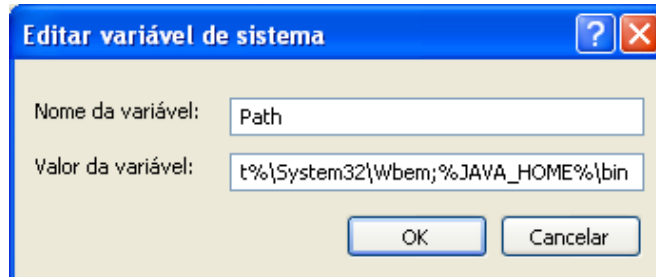 Editar variável de sistema
Nome da variável: Path
Valor da variável: t%\System32\Wbem;%JAVA_HOME%\bin
OK Cancelar